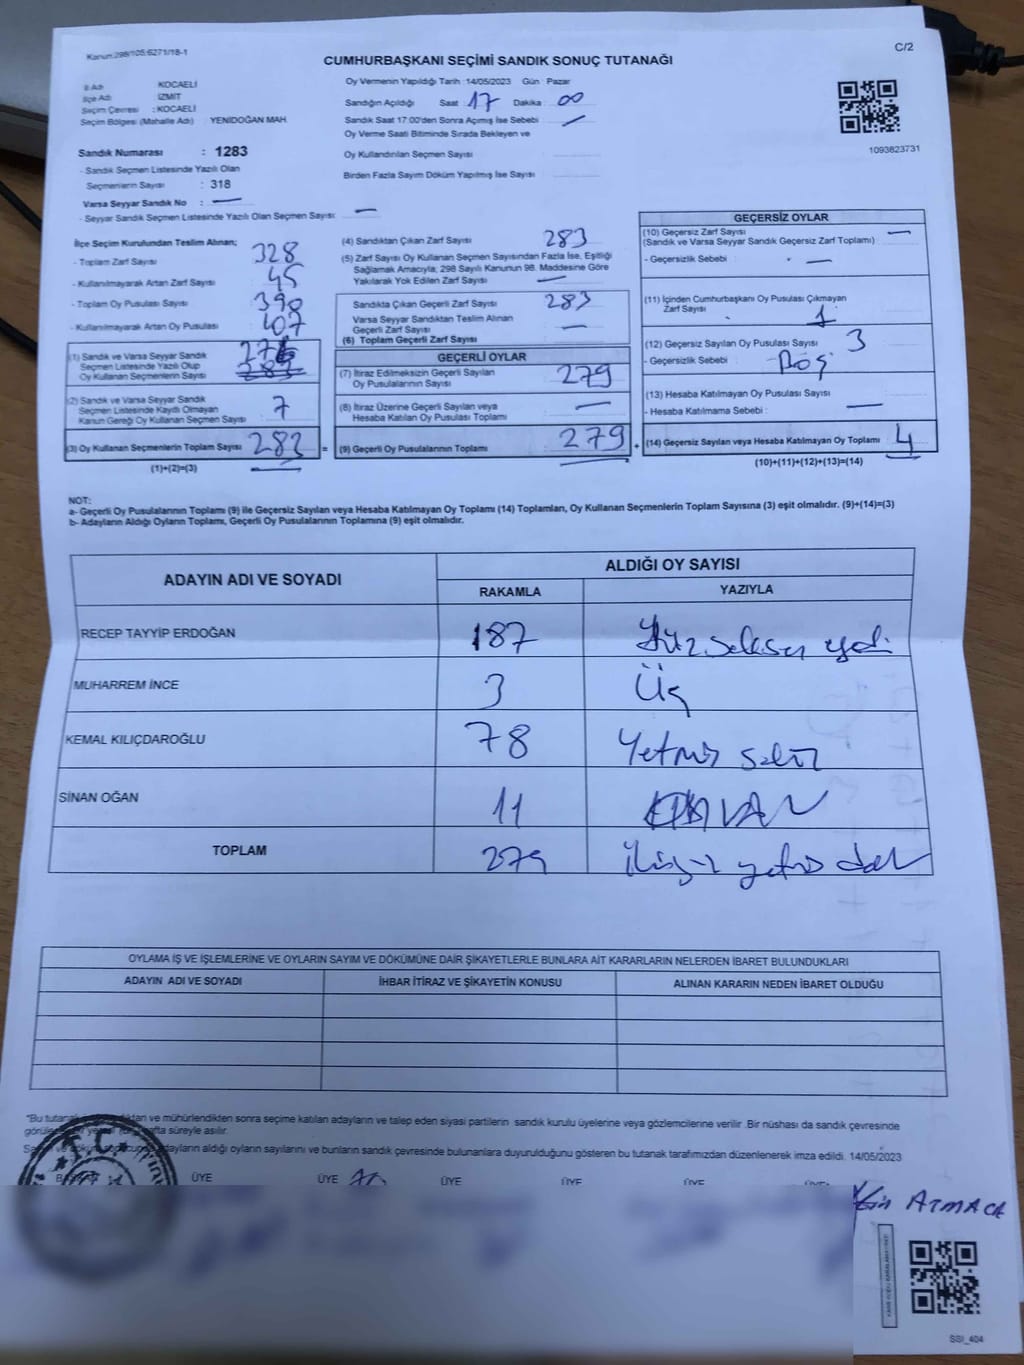 Kanun:298/105;6271/18-1
C/2
CUMHURBAŞKANI SEÇİMİ SANDIK SONUÇ TUTANAĞI
İl Adı KOCAELİ
İlçe Adı İZMİT
Seçim Çevresi : KOCAELİ
Seçim Bölgesi (Mahalle Adı) : YENİDOĞAN MAH.
Sandık Numarası : 1283
- Sandık Seçmen Listesinde Yazılı Olan
Seçmenlerin Sayısı : 318
Varsa Seyyar Sandık No : —
- Seyyar Sandık Seçmen Listesinde Yazılı Olan Seçmen Sayısı: —
Oy Vermenin Yapıldığı Tarih : 14/05/2023 Gün : Pazar
Sandığın Açıldığı Saat : 17 Dakika : 00
Sandık Saat 17:00'den Sonra Açımış İse Sebebi : —
Oy Verme Saati Bitiminde Sırada Bekleyen ve
Oy Kullandırılan Seçmen Sayısı :
Birden Fazla Sayım Döküm Yapılmış İse Sayısı :
1093823731
İlçe Seçim Kurulundan Teslim Alınan;
- Toplam Zarf Sayısı : 328
- Kullanılmayarak Artan Zarf Sayısı : 45
- Toplam Oy Pusulası Sayısı : 390
- Kullanılmayarak Artan Oy Pusulası : 107
(1) Sandık ve Varsa Seyyar Sandık
Seçmen Listesinde Yazılı Olup
Oy Kullanan Seçmenlerin Sayısı 276
(2) Sandık ve Varsa Seyyar Sandık
Seçmen Listesinde Kayıtlı Olmayan
Kanun Gereği Oy Kullanan Seçmen Sayısı 7
(3) Oy Kullanan Seçmenlerin Toplam Sayısı 283 =
(1)+(2)=(3)
(4) Sandıktan Çıkan Zarf Sayısı 283
(5) Zarf Sayısı Oy Kullanan Seçmen Sayısından Fazla İse, Eşitliği
Sağlamak Amacıyla, 298 Sayılı Kanunun 98. Maddesine Göre
Yakılarak Yok Edilen Zarf Sayısı : —
Sandıkta Çıkan Geçerli Zarf Sayısı 283
Varsa Seyyar Sandıktan Teslim Alınan
Geçerli Zarf Sayısı : —
(6) Toplam Geçerli Zarf Sayısı :
GEÇERLİ OYLAR
(7) İtiraz Edilmeksizin Geçerli Sayılan
Oy Pusulalarının Sayısı : 279
(8) İtiraz Üzerine Geçerli Sayılan veya
Hesaba Katılan Oy Pusulası Toplamı : —
(9) Geçerli Oy Pusulalarının Toplamı : 279 +
GEÇERSİZ OYLAR
(10) Geçersiz Zarf Sayısı —
(Sandık ve Varsa Seyyar Sandık Geçersiz Zarf Toplamı)
- Geçersizlik Sebebi : —
(11) İçinden Cumhurbaşkanı Oy Pusulası Çıkmayan
Zarf Sayısı : 1
(12) Geçersiz Sayılan Oy Pusulası Sayısı : 3
- Geçersizlik Sebebi : Boş
(13) Hesaba Katılmayan Oy Pusulası Sayısı :
- Hesaba Katılmama Sebebi : —
(14) Geçersiz Sayılan veya Hesaba Katılmayan Oy Toplamı 4
(10)+(11)+(12)+(13)=(14)
NOT:
a- Geçerli Oy Pusulalarının Toplamı (9) ile Geçersiz Sayılan veya Hesaba Katılmayan Oy Toplamı (14) Toplamları, Oy Kullanan Seçmenlerin Toplam Sayısına (3) eşit olmalıdır. (9)+(14)=(3)
b- Adayların Aldığı Oyların Toplamı, Geçerli Oy Pusulalarının Toplamına (9) eşit olmalıdır.
ADAYIN ADI VE SOYADI ALDIĞI OY SAYISI
RAKAMLA YAZIYLA
RECEP TAYYİP ERDOĞAN 187 Yüzseksen yedi
MUHARREM İNCE 3 Üç
KEMAL KILIÇDAROĞLU 78 Yetmiş sekiz
SİNAN OĞAN 11
TOPLAM 279 ikiyüz yetmiş dokuz
OYLAMA İŞ VE İŞLEMLERİNE VE OYLARIN SAYIM VE DÖKÜMÜNE DAİR ŞİKAYETLERLE BUNLARA AİT KARARLARIN NELERDEN İBARET BULUNDUKLARI
ADAYIN ADI VE SOYADI İHBAR İTİRAZ VE ŞİKAYETİN KONUSU ALINAN KARARIN NEDEN İBARET OLDUĞU
"Bu tutanak ve mühürlendikten sonra seçime katılan adayların ve talep eden siyasi partilerin sandık kurulu üyelerine veya gözlemcilerine verilir .Bir nüshası da sandık çevresinde
hafta süreyle asılır.
adayların aldığı oyların sayılarını ve bunların sandık çevresinde bulunanlara duyurulduğunu gösteren bu tutanak tarafımızdan düzenlenerek imza edildi. 14/05/2023
ÜYE ÜYE ÜYE ÜYE ÜYE
ATMACA
SSI_404